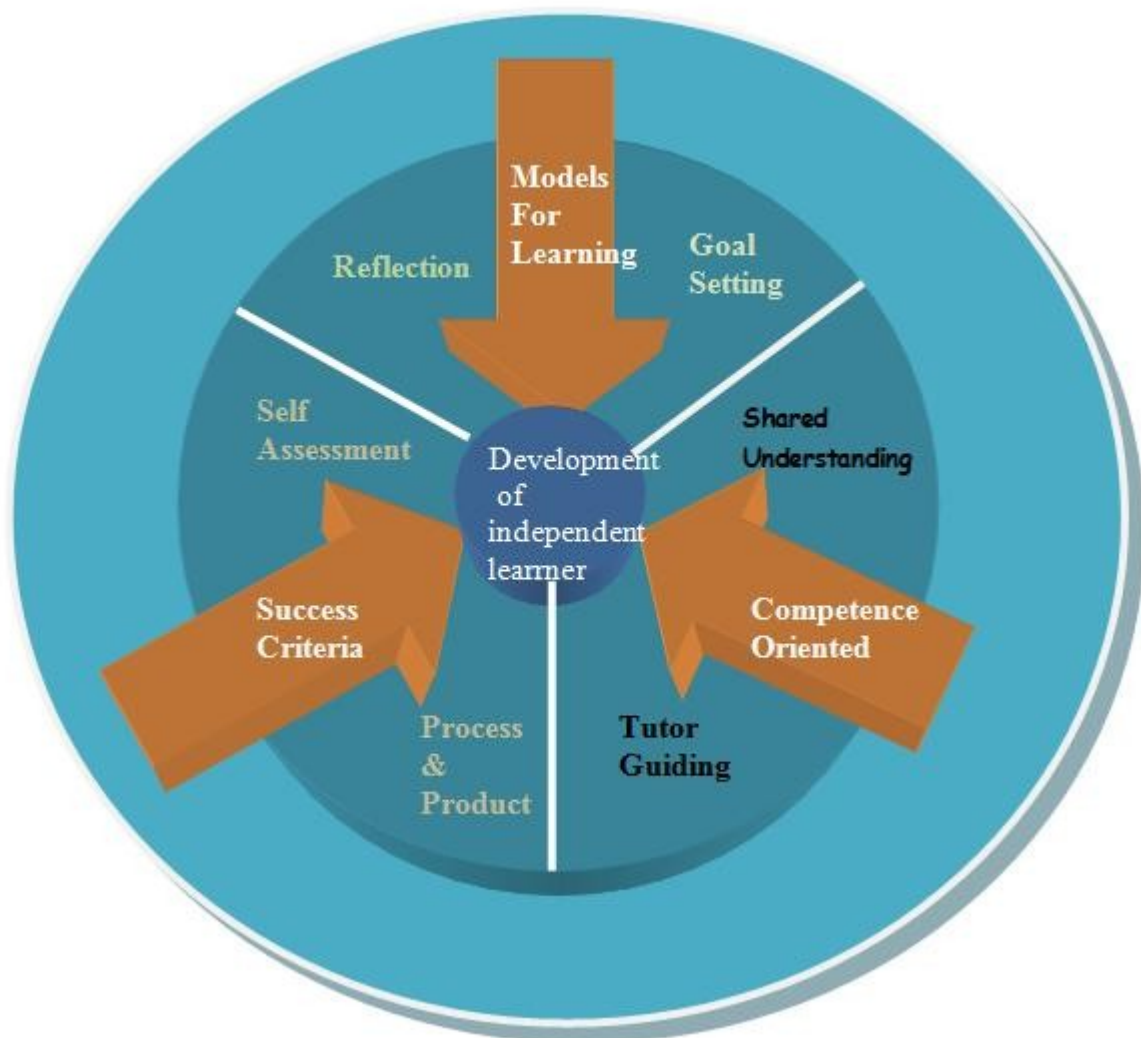 Models
For
Learning
Reflection
Goal
Setting
Self
Assessment
Shared
Understanding
Development
of
independent
learner
Success
Criteria
Competence
Oriented
Process
&
Product
Tutor
Guiding